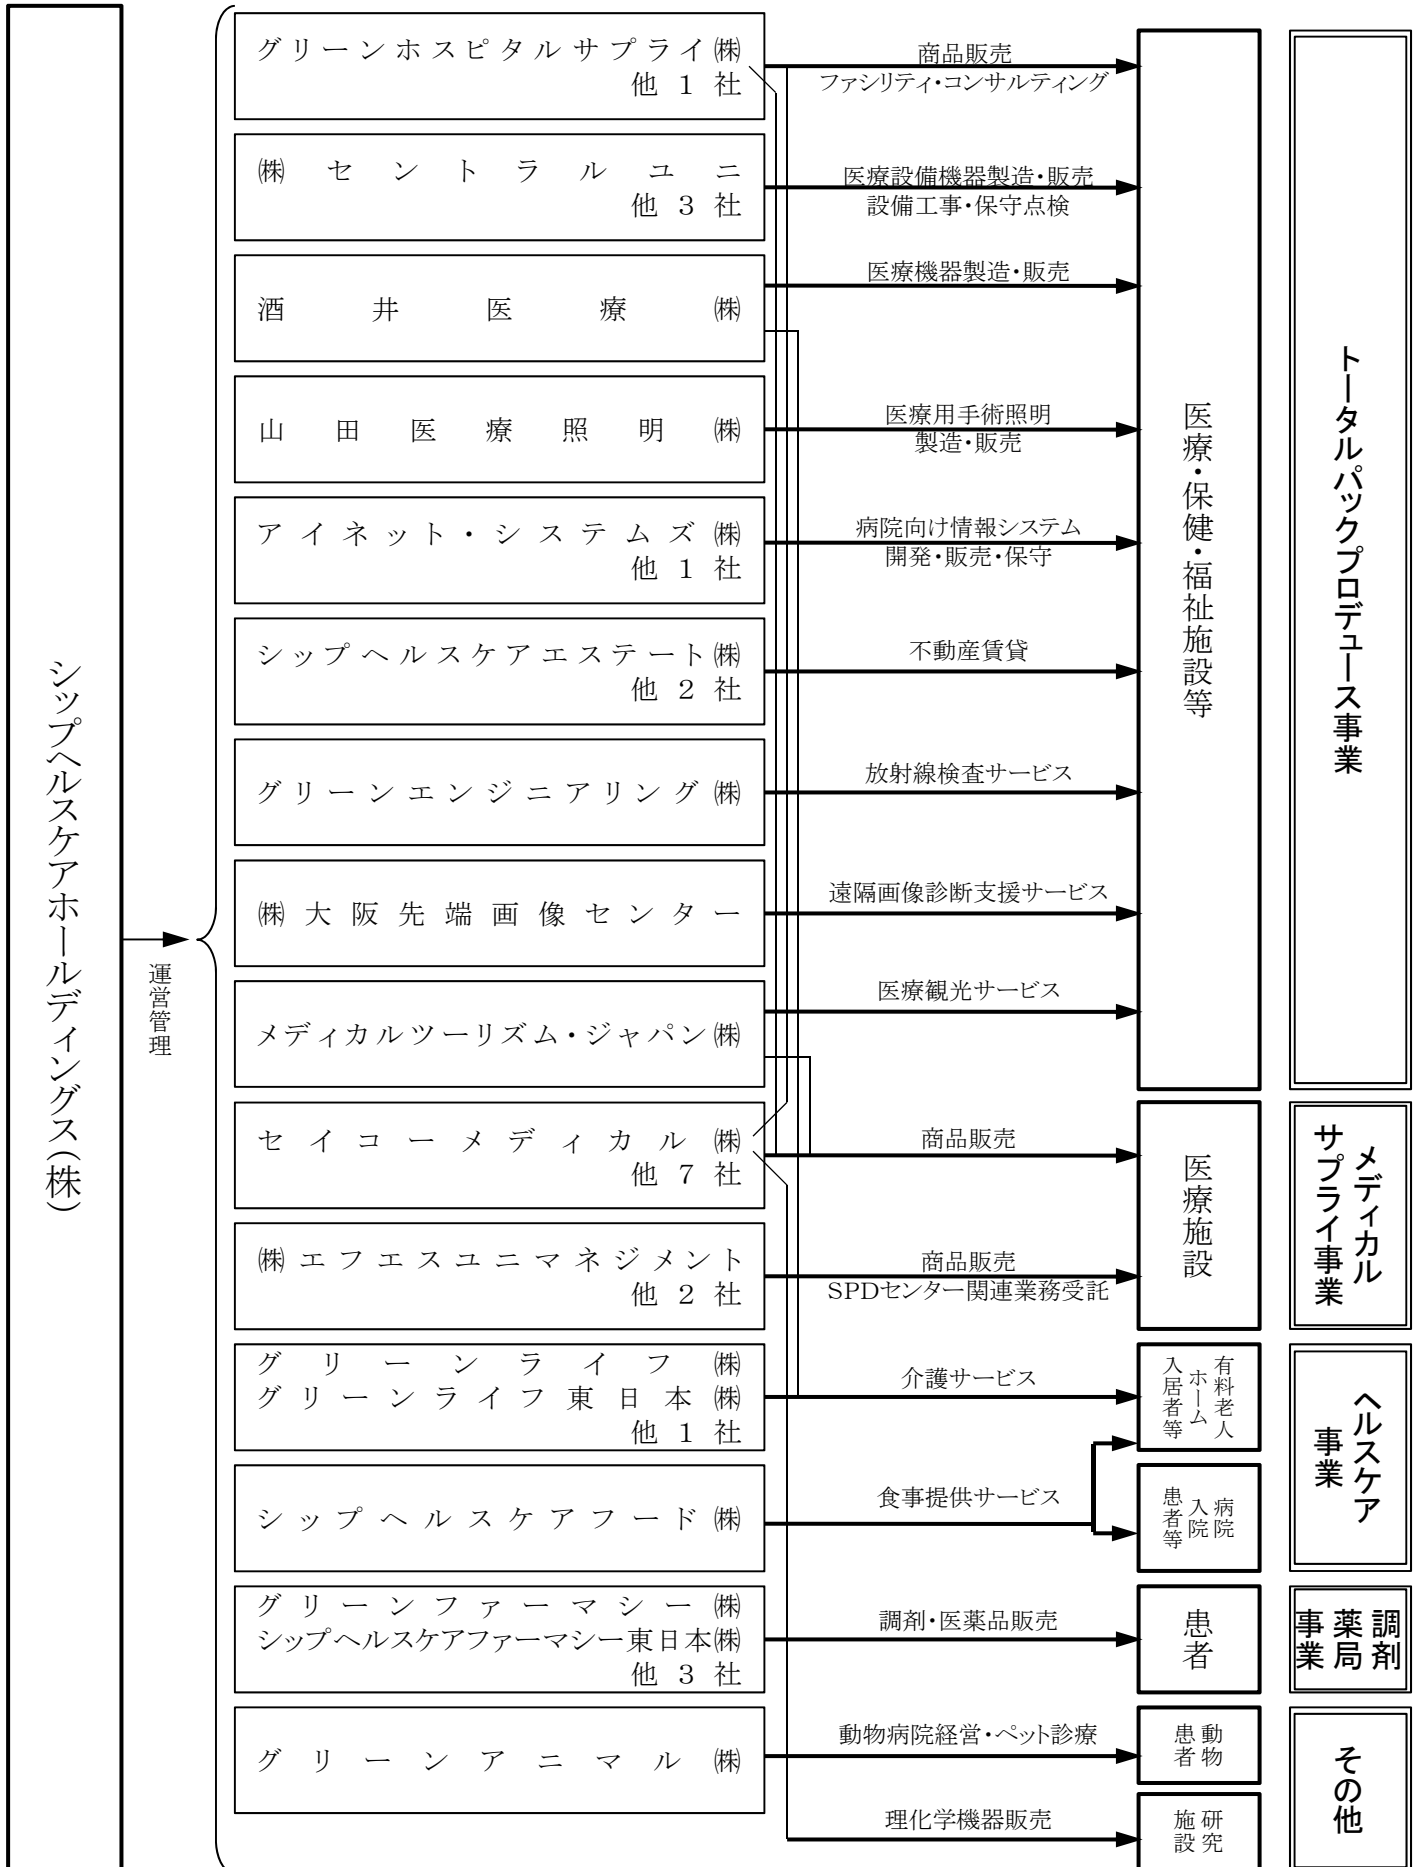 シップヘルスケアホールディングス(株)
運営管理
グリーンホスピタルサプライ㈱
他 1 社
商品販売
ファシリティ・コンサルティング
㈱セントラルユニ
他 3 社
医療設備機器製造・販売
設備工事・保守点検
酒井医療㈱
医療機器製造・販売
山田医療照明㈱
医療用手術照明
製造・販売
アイネット・システムズ㈱
他 1 社
病院向け情報システム
開発・販売・保守
シップヘルスケアエステート㈱
他 2 社
不動産賃貸
グリーンエンジニアリング㈱
放射線検査サービス
㈱大阪先端画像センター
遠隔画像診断支援サービス
メディカルツーリズム・ジャパン㈱
医療観光サービス
医療・保健・福祉施設等
トータルパックプロデュース事業
セイコーメディカル㈱
他 7 社
商品販売
㈱エフエスユニマネジメント
他 2 社
商品販売
SPDセンター関連業務受託
医療施設
メディカル
サプライ事業
グリーンライフ㈱
グリーンライフ東日本㈱
他 1 社
介護サービス
有料老人
ホーム
入居者等
シップヘルスケアフード㈱
食事提供サービス
病院
入院
患者等
ヘルスケア
事業
グリーンファーマシー㈱
シップヘルスケアファーマシー東日本㈱
他 3 社
調剤・医薬品販売
患者
調剤
薬局
事業
グリーンアニマル㈱
動物病院経営・ペット診療
動物
患者
理化学機器販売
研究
施設
その他